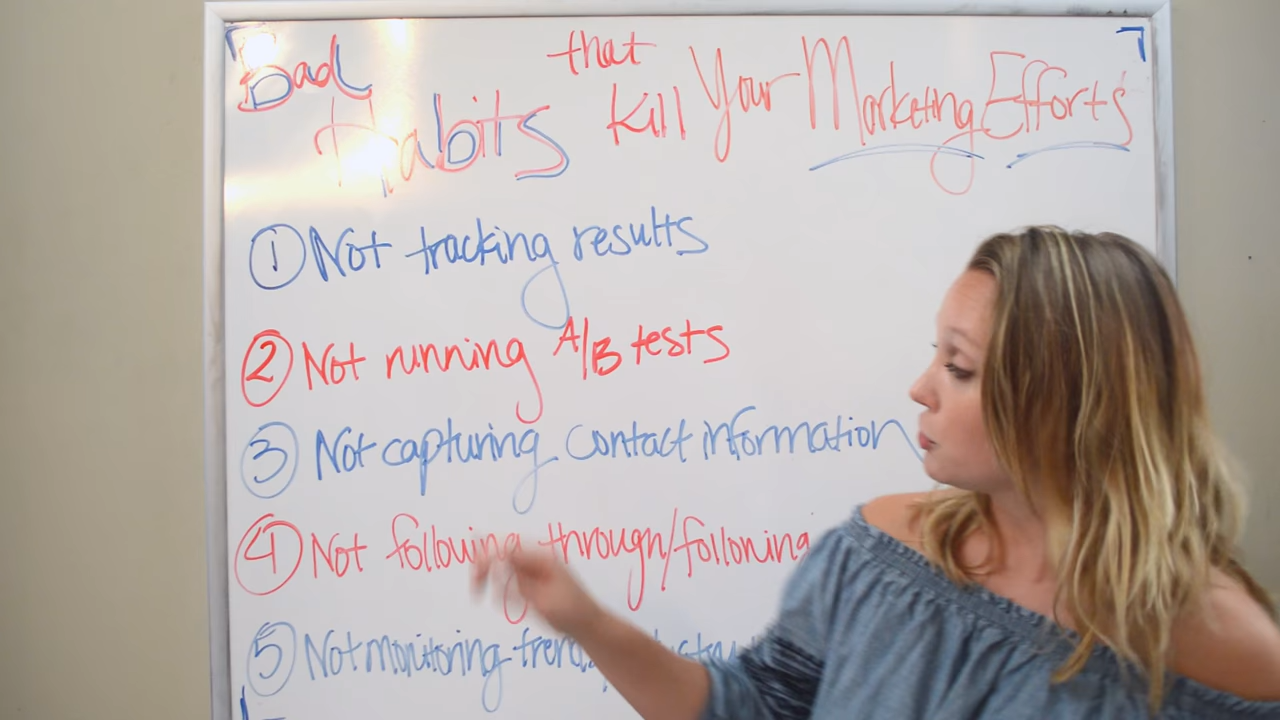 Bad Habits that Kill Your Marketing Efforts
1 Not tracking results
2 Not running A/B tests
3 Not capturing contact information
4 Not following through/following
5 Not monitoring